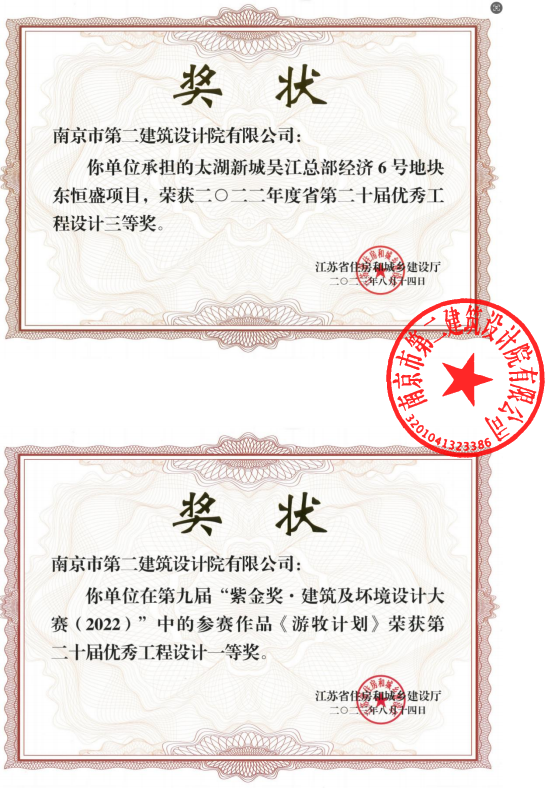 奖 状
南京市第二建筑设计院有限公司：
你单位承担的太湖新城吴江总部经济 6 号地块
东恒盛项目，荣获二〇二二年度省第二十届优秀工
程设计三等奖。
江苏省住房和城乡建设厅
二〇二二年八月十四日
南京市第二建筑设计院有限公司
3201041323386
奖 状
南京市第二建筑设计院有限公司：
你单位在第九届“紫金奖·建筑及环境设计大
赛（2022）”中的参赛作品《游牧计划》荣获第
二十届优秀工程设计一等奖。
江苏省住房和城乡建设厅
二〇二二年八月十四日